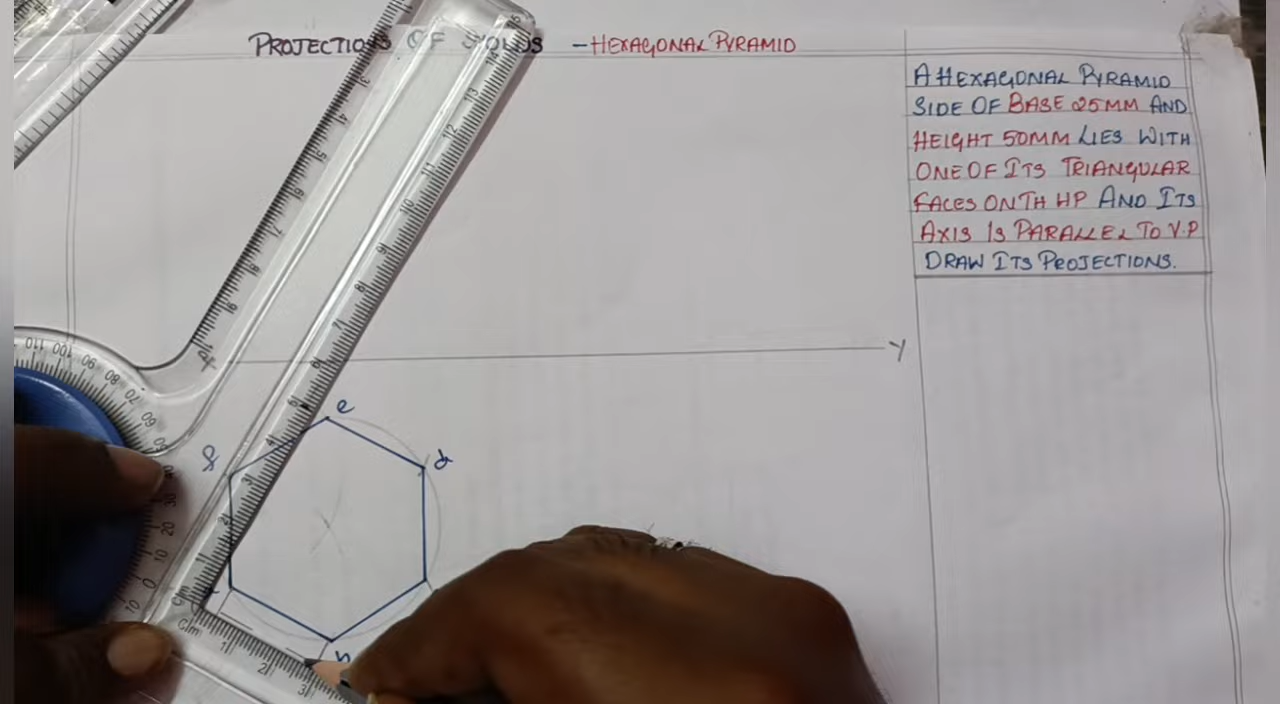 PROJECTIONS OF SOLIDS - HEXAGONAL PYRAMID
A HEXAGONAL PYRAMID
SIDE OF BASE 25MM AND
HEIGHT 50MM LIES WITH
ONE OF ITS TRIANGULAR
FACES ON TH HP AND ITS
AXIS IS PARALLEL TO V.P
DRAW ITS PROJECTIONS.
Y
e
f
d
b